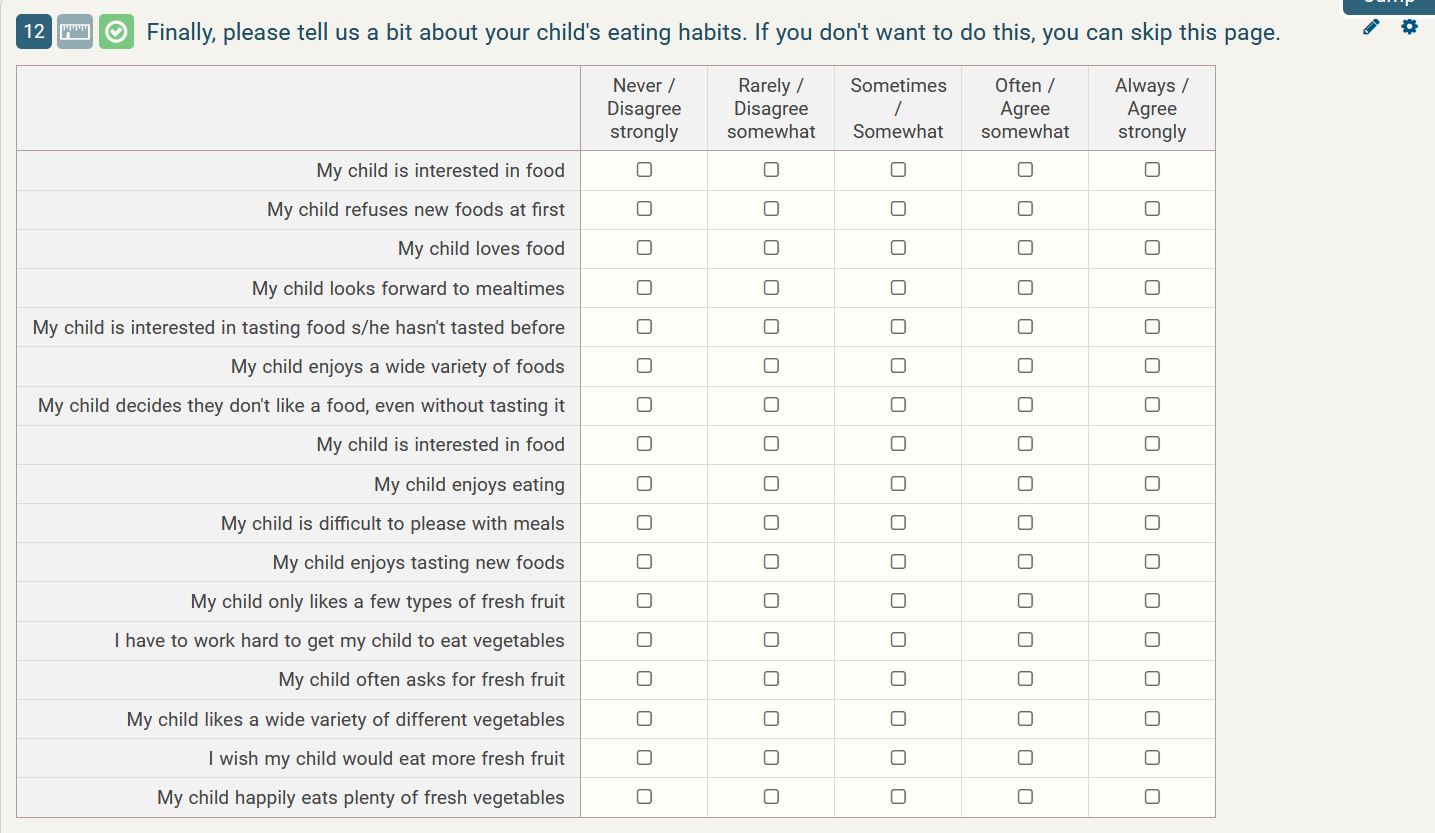 12 Finally, please tell us a bit about your child's eating habits. If you don't want to do this, you can skip this page.
Never /
Disagree
strongly
Rarely /
Disagree
somewhat
Sometimes
/
Somewhat
Often /
Agree
somewhat
Always /
Agree
strongly
My child is interested in food
My child refuses new foods at first
My child loves food
My child looks forward to mealtimes
My child is interested in tasting food s/he hasn't tasted before
My child enjoys a wide variety of foods
My child decides they don't like a food, even without tasting it
My child is interested in food
My child enjoys eating
My child is difficult to please with meals
My child enjoys tasting new foods
My child only likes a few types of fresh fruit
I have to work hard to get my child to eat vegetables
My child often asks for fresh fruit
My child likes a wide variety of different vegetables
I wish my child would eat more fresh fruit
My child happily eats plenty of fresh vegetables